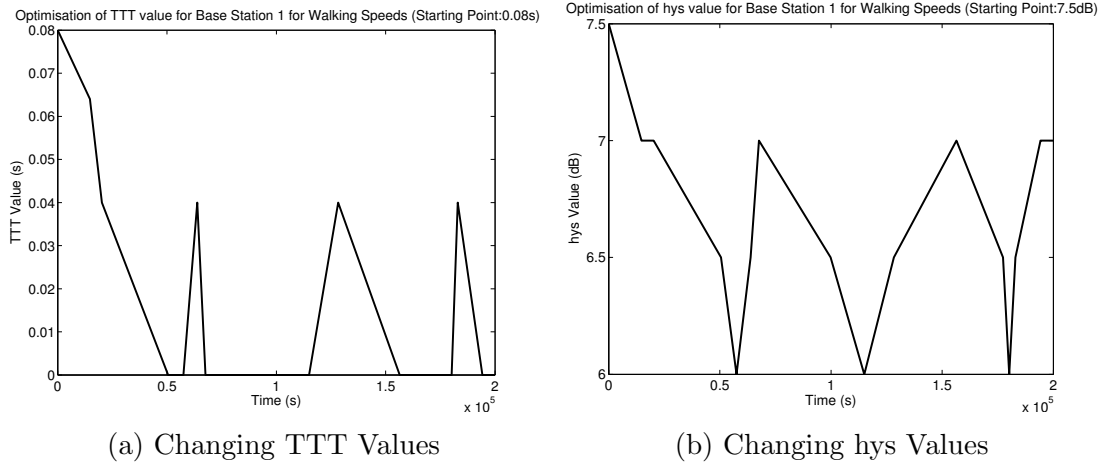 Optimisation of TTT value for Base Station 1 for Walking Speeds (Starting Point:0.08s)
0.08
0.07
0.06
0.05
0.04
0.03
0.02
0.01
0
TTT Value (s)
0 0.5 1 1.5 2
Time (s)
x 10^5
(a) Changing TTT Values
Optimisation of hys value for Base Station 1 for Walking Speeds (Starting Point:7.5dB)
7.5
7
6.5
6
hys Value (dB)
0 0.5 1 1.5 2
Time (s)
x 10^5
(b) Changing hys Values